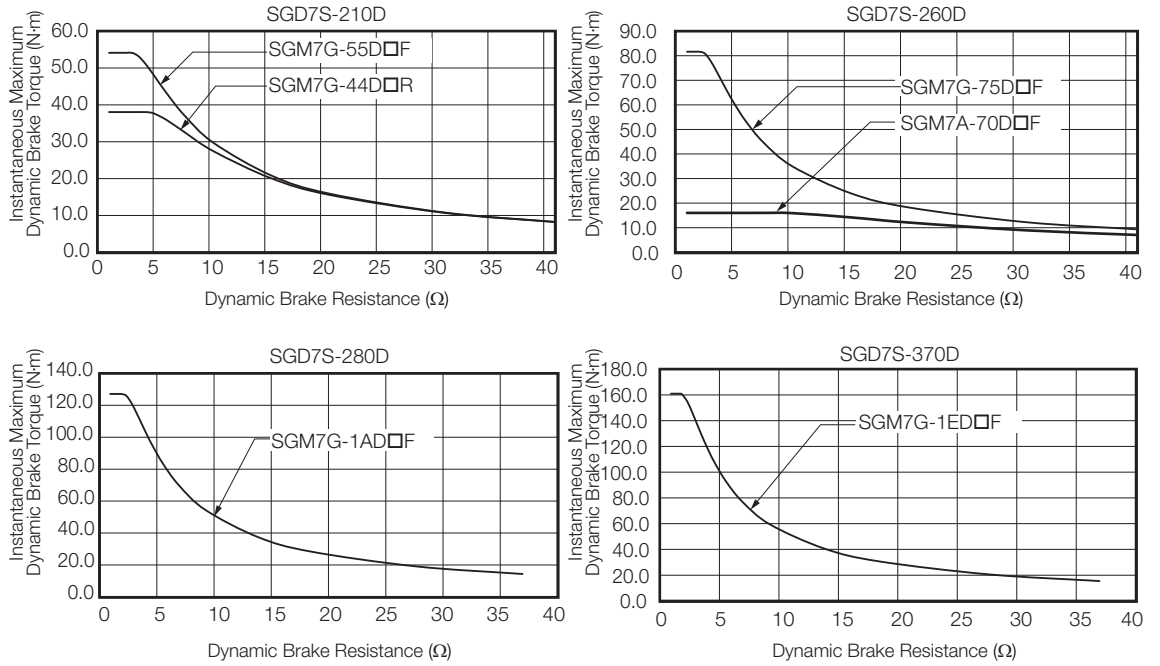 SGD7S-210D
Instantaneous Maximum
Dynamic Brake Torque (N·m)
60.0
50.0
40.0
30.0
20.0
10.0
0.0
SGM7G-55D□F
SGM7G-44D□R
0 5 10 15 20 25 30 35 40
Dynamic Brake Resistance (Ω)
SGD7S-260D
Instantaneous Maximum
Dynamic Brake Torque (N·m)
90.0
80.0
70.0
60.0
50.0
40.0
30.0
20.0
10.0
0.0
SGM7G-75D□F
SGM7A-70D□F
0 5 10 15 20 25 30 35 40
Dynamic Brake Resistance (Ω)
SGD7S-280D
Instantaneous Maximum
Dynamic Brake Torque (N·m)
140.0
120.0
100.0
80.0
60.0
40.0
20.0
0.0
SGM7G-1AD□F
0 5 10 15 20 25 30 35 40
Dynamic Brake Resistance (Ω)
SGD7S-370D
Instantaneous Maximum
Dynamic Brake Torque (N·m)
180.0
160.0
140.0
120.0
100.0
80.0
60.0
40.0
20.0
0.0
SGM7G-1ED□F
0 5 10 15 20 25 30 35 40
Dynamic Brake Resistance (Ω)